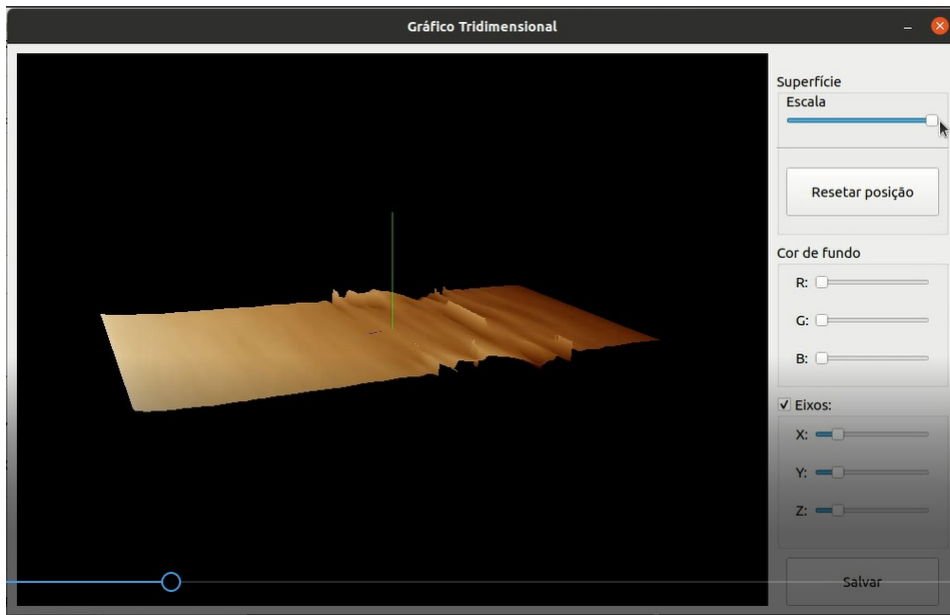 Gráfico Tridimensional
Superfície
Escala
Resetar posição
Cor de fundo
R:
G:
B:
Eixos:
X:
Y:
Z:
Salvar